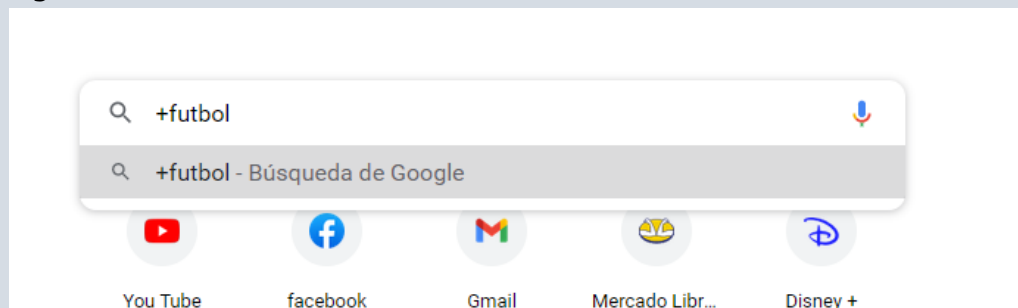 +futbol
+futbol - Búsqueda de Google
You Tube
facebook
Gmail
Mercado Libr...
Disney +